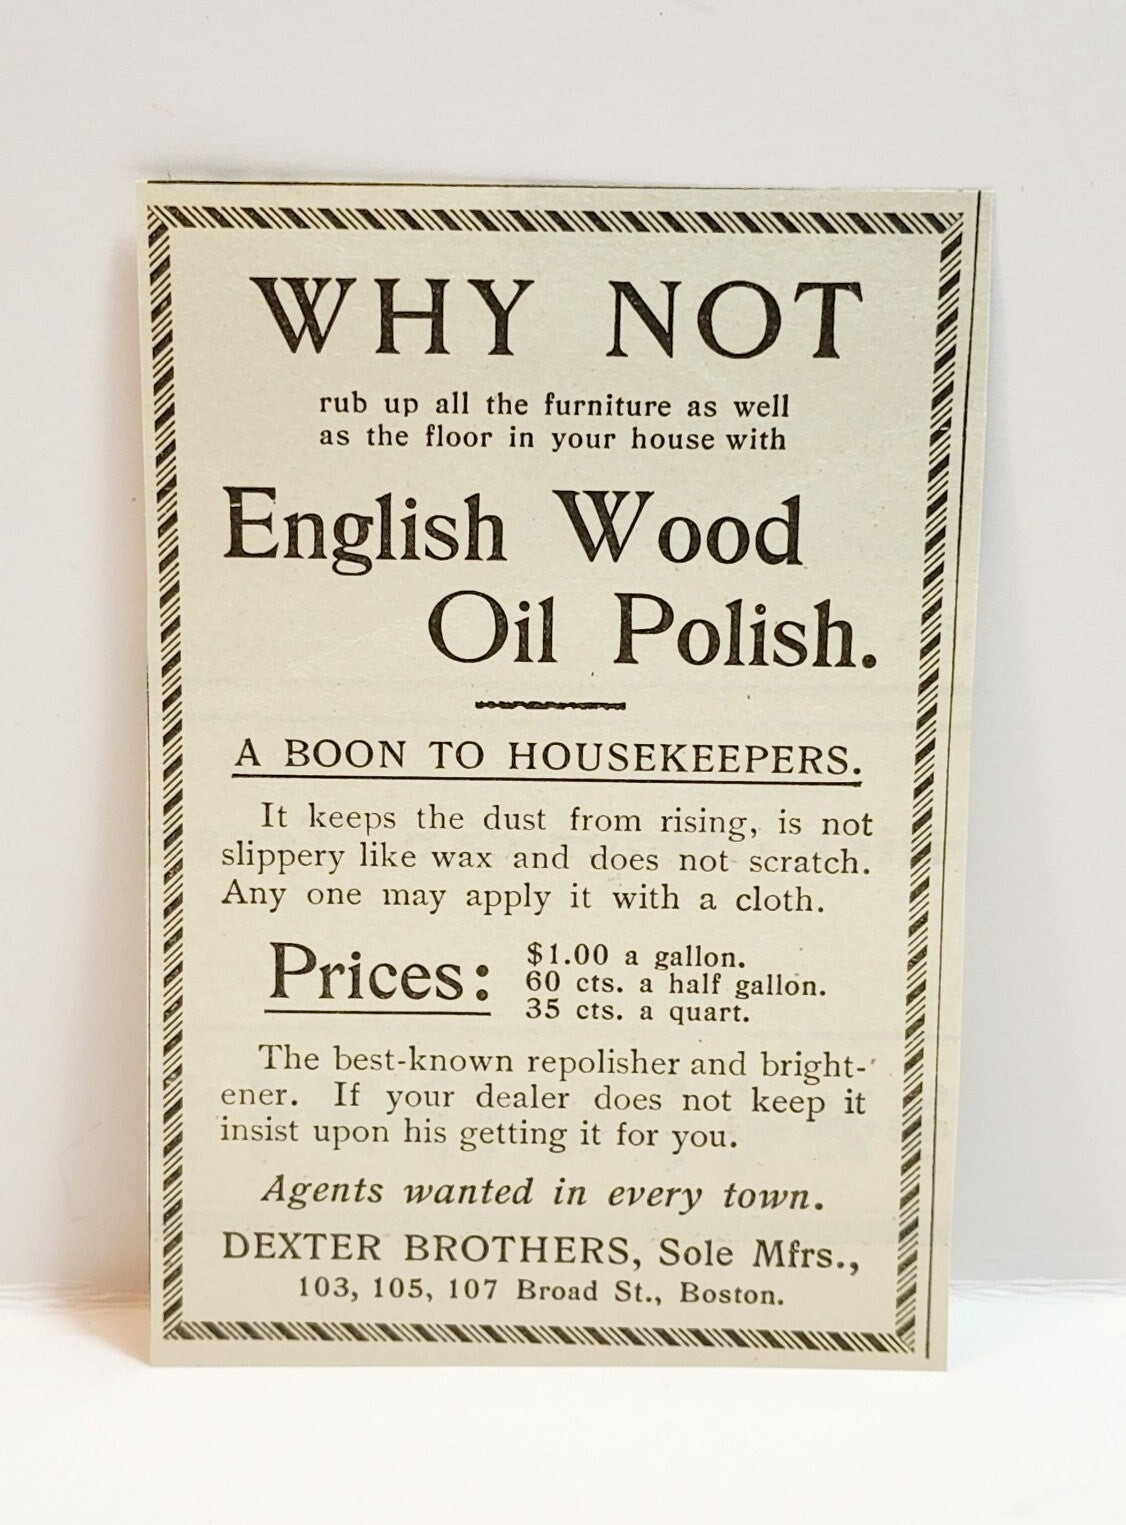 WHY NOT
rub up all the furniture as well
as the floor in your house with
English Wood
Oil Polish.
A BOON TO HOUSEKEEPERS.
It keeps the dust from rising, is not
slippery like wax and does not scratch.
Any one may apply it with a cloth.
Prices: $1.00 a gallon.
60 cts. a half gallon.
35 cts. a quart.
The best-known repolisher and bright-
ener. If your dealer does not keep it
insist upon his getting it for you.
Agents wanted in every town.
DEXTER BROTHERS, Sole Mfrs.,
103, 105, 107 Broad St., Boston.